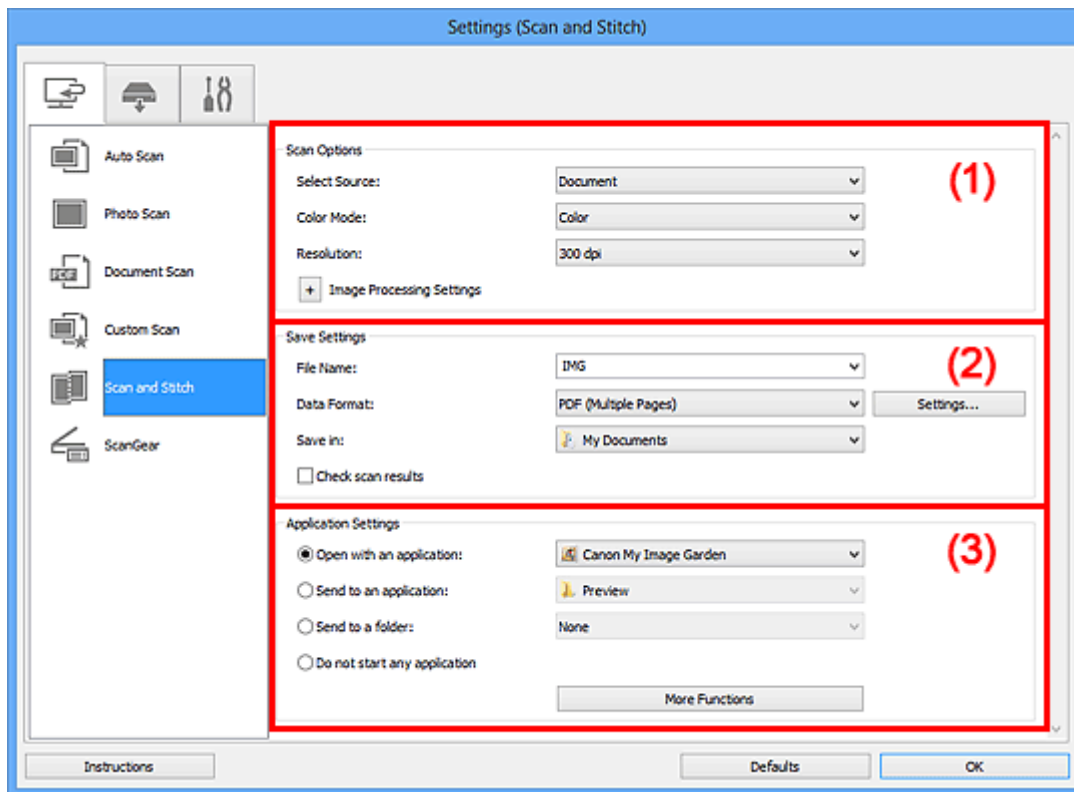 Settings (Scan and Stitch)
Auto Scan
Photo Scan
PDF
Document Scan
Custom Scan
Scan and Stitch
ScanGear
Scan Options
(1)
Select Source: Document
Color Mode: Color
Resolution: 300 dpi
+ Image Processing Settings
Save Settings
(2)
File Name: IMG
Data Format: PDF (Multiple Pages) Settings...
Save in: My Documents
Check scan results
Application Settings
(3)
Open with an application: Canon My Image Garden
Send to an application: Preview
Send to a folder: None
Do not start any application
More Functions
Instructions Defaults OK